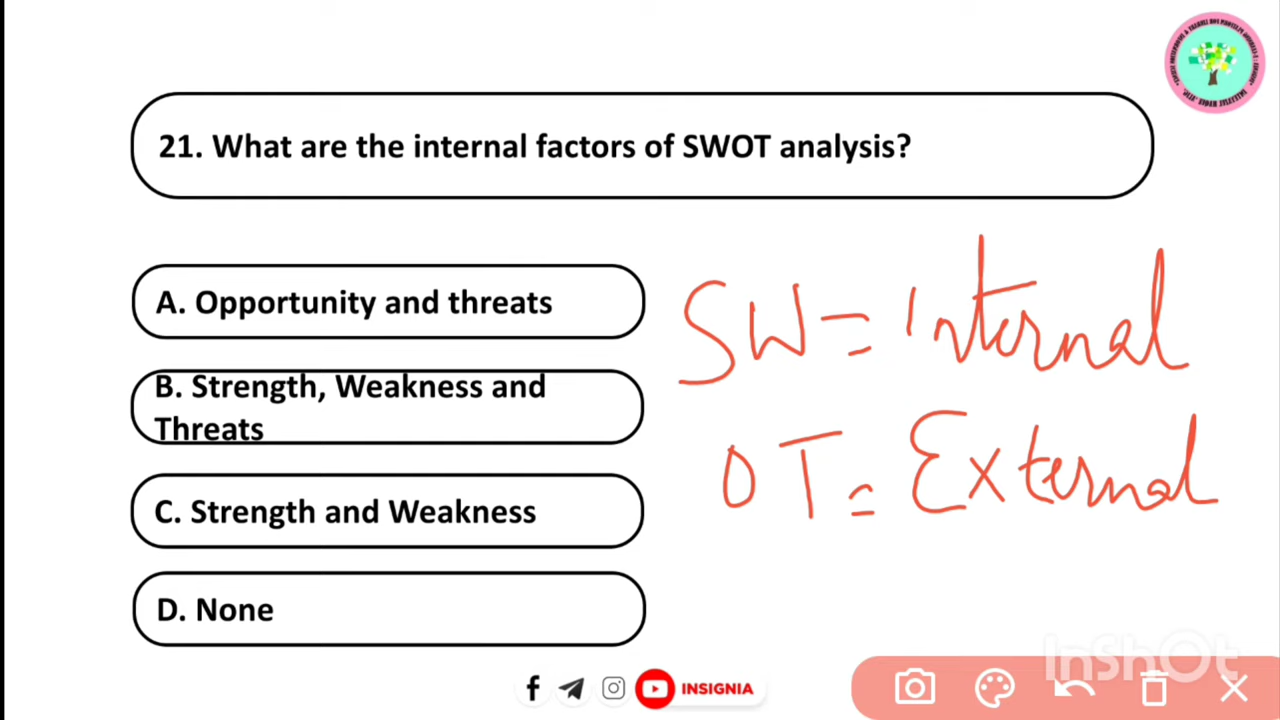 21. What are the internal factors of SWOT analysis?
A. Opportunity and threats
B. Strength, Weakness and
Threats
C. Strength and Weakness
D. None
SW = Internal
OT = External
INSIGNIA
InShOt